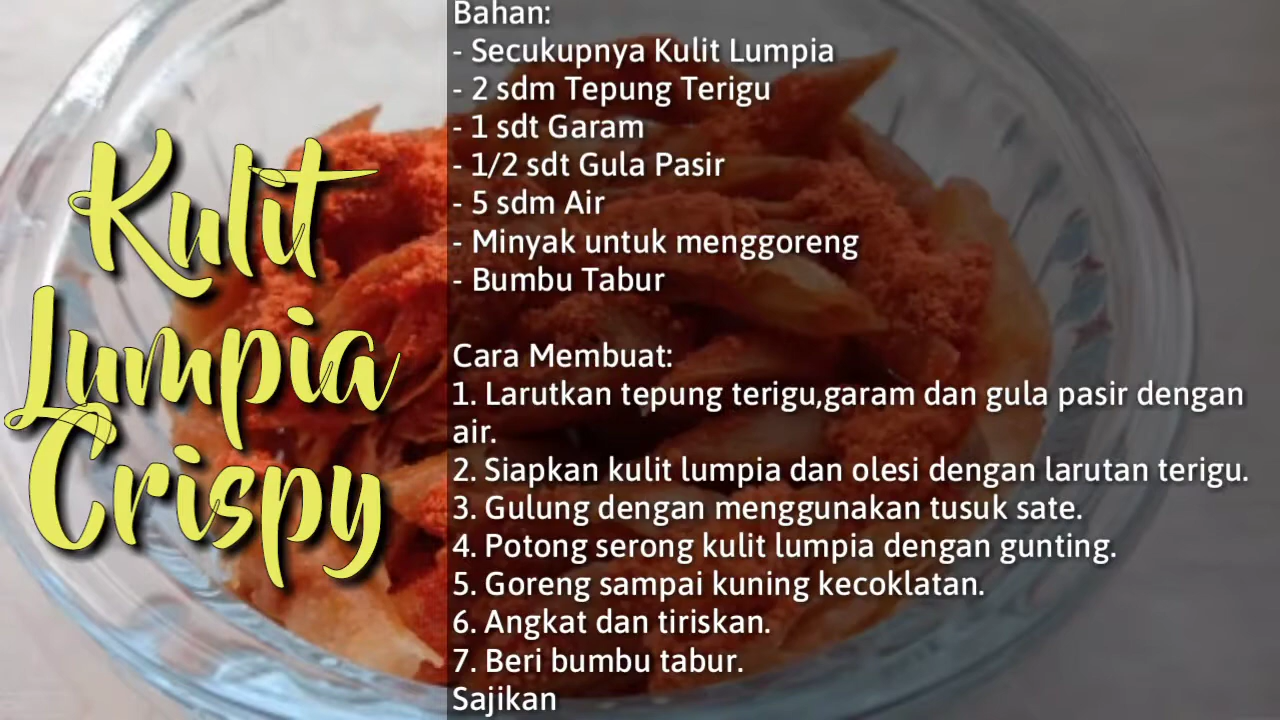 Kulit
Lumpia
Crispy
Bahan:
- Secukupnya Kulit Lumpia
- 2 sdm Tepung Terigu
- 1 sdt Garam
- 1/2 sdt Gula Pasir
- 5 sdm Air
- Minyak untuk menggoreng
- Bumbu Tabur
Cara Membuat:
1. Larutkan tepung terigu,garam dan gula pasir dengan
air.
2. Siapkan kulit lumpia dan olesi dengan larutan terigu.
3. Gulung dengan menggunakan tusuk sate.
4. Potong serong kulit lumpia dengan gunting.
5. Goreng sampai kuning kecoklatan.
6. Angkat dan tiriskan.
7. Beri bumbu tabur.
Sajikan